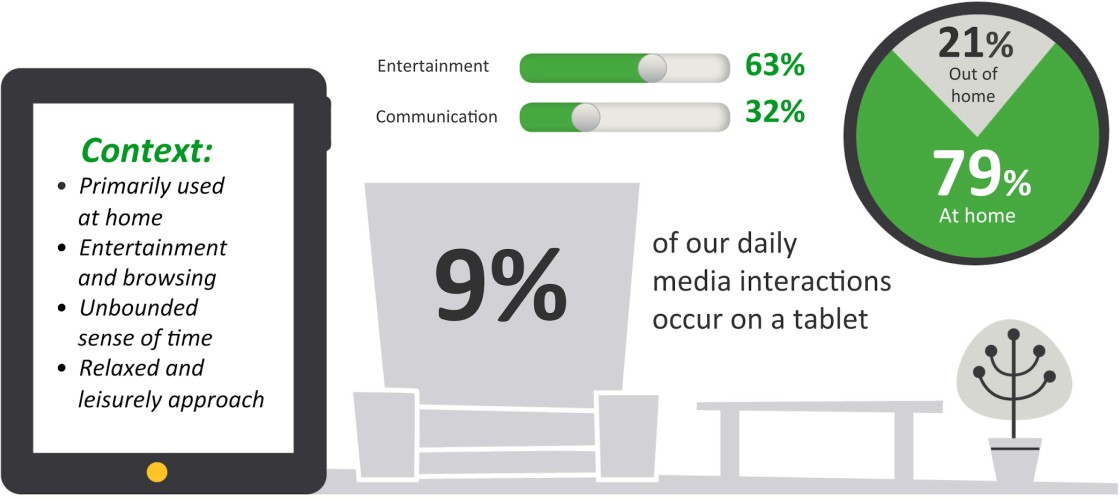 Context:
• Primarily used
at home
• Entertainment
and browsing
• Unbounded
sense of time
• Relaxed and
leisurely approach
Entertainment 63%
Communication 32%
9%
of our daily
media interactions
occur on a tablet
21%
Out of
home
79%
At home